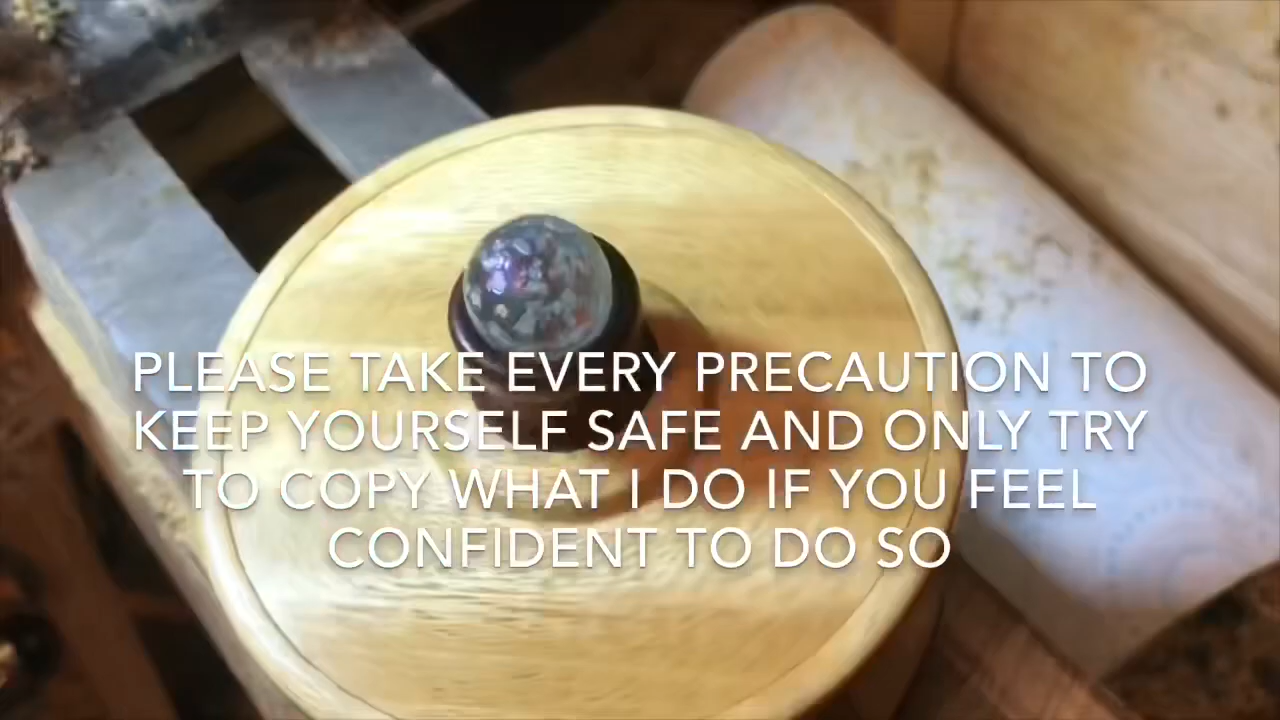 PLEASE TAKE EVERY PRECAUTION TO
KEEP YOURSELF SAFE AND ONLY TRY
TO COPY WHAT I DO IF YOU FEEL
CONFIDENT TO DO SO